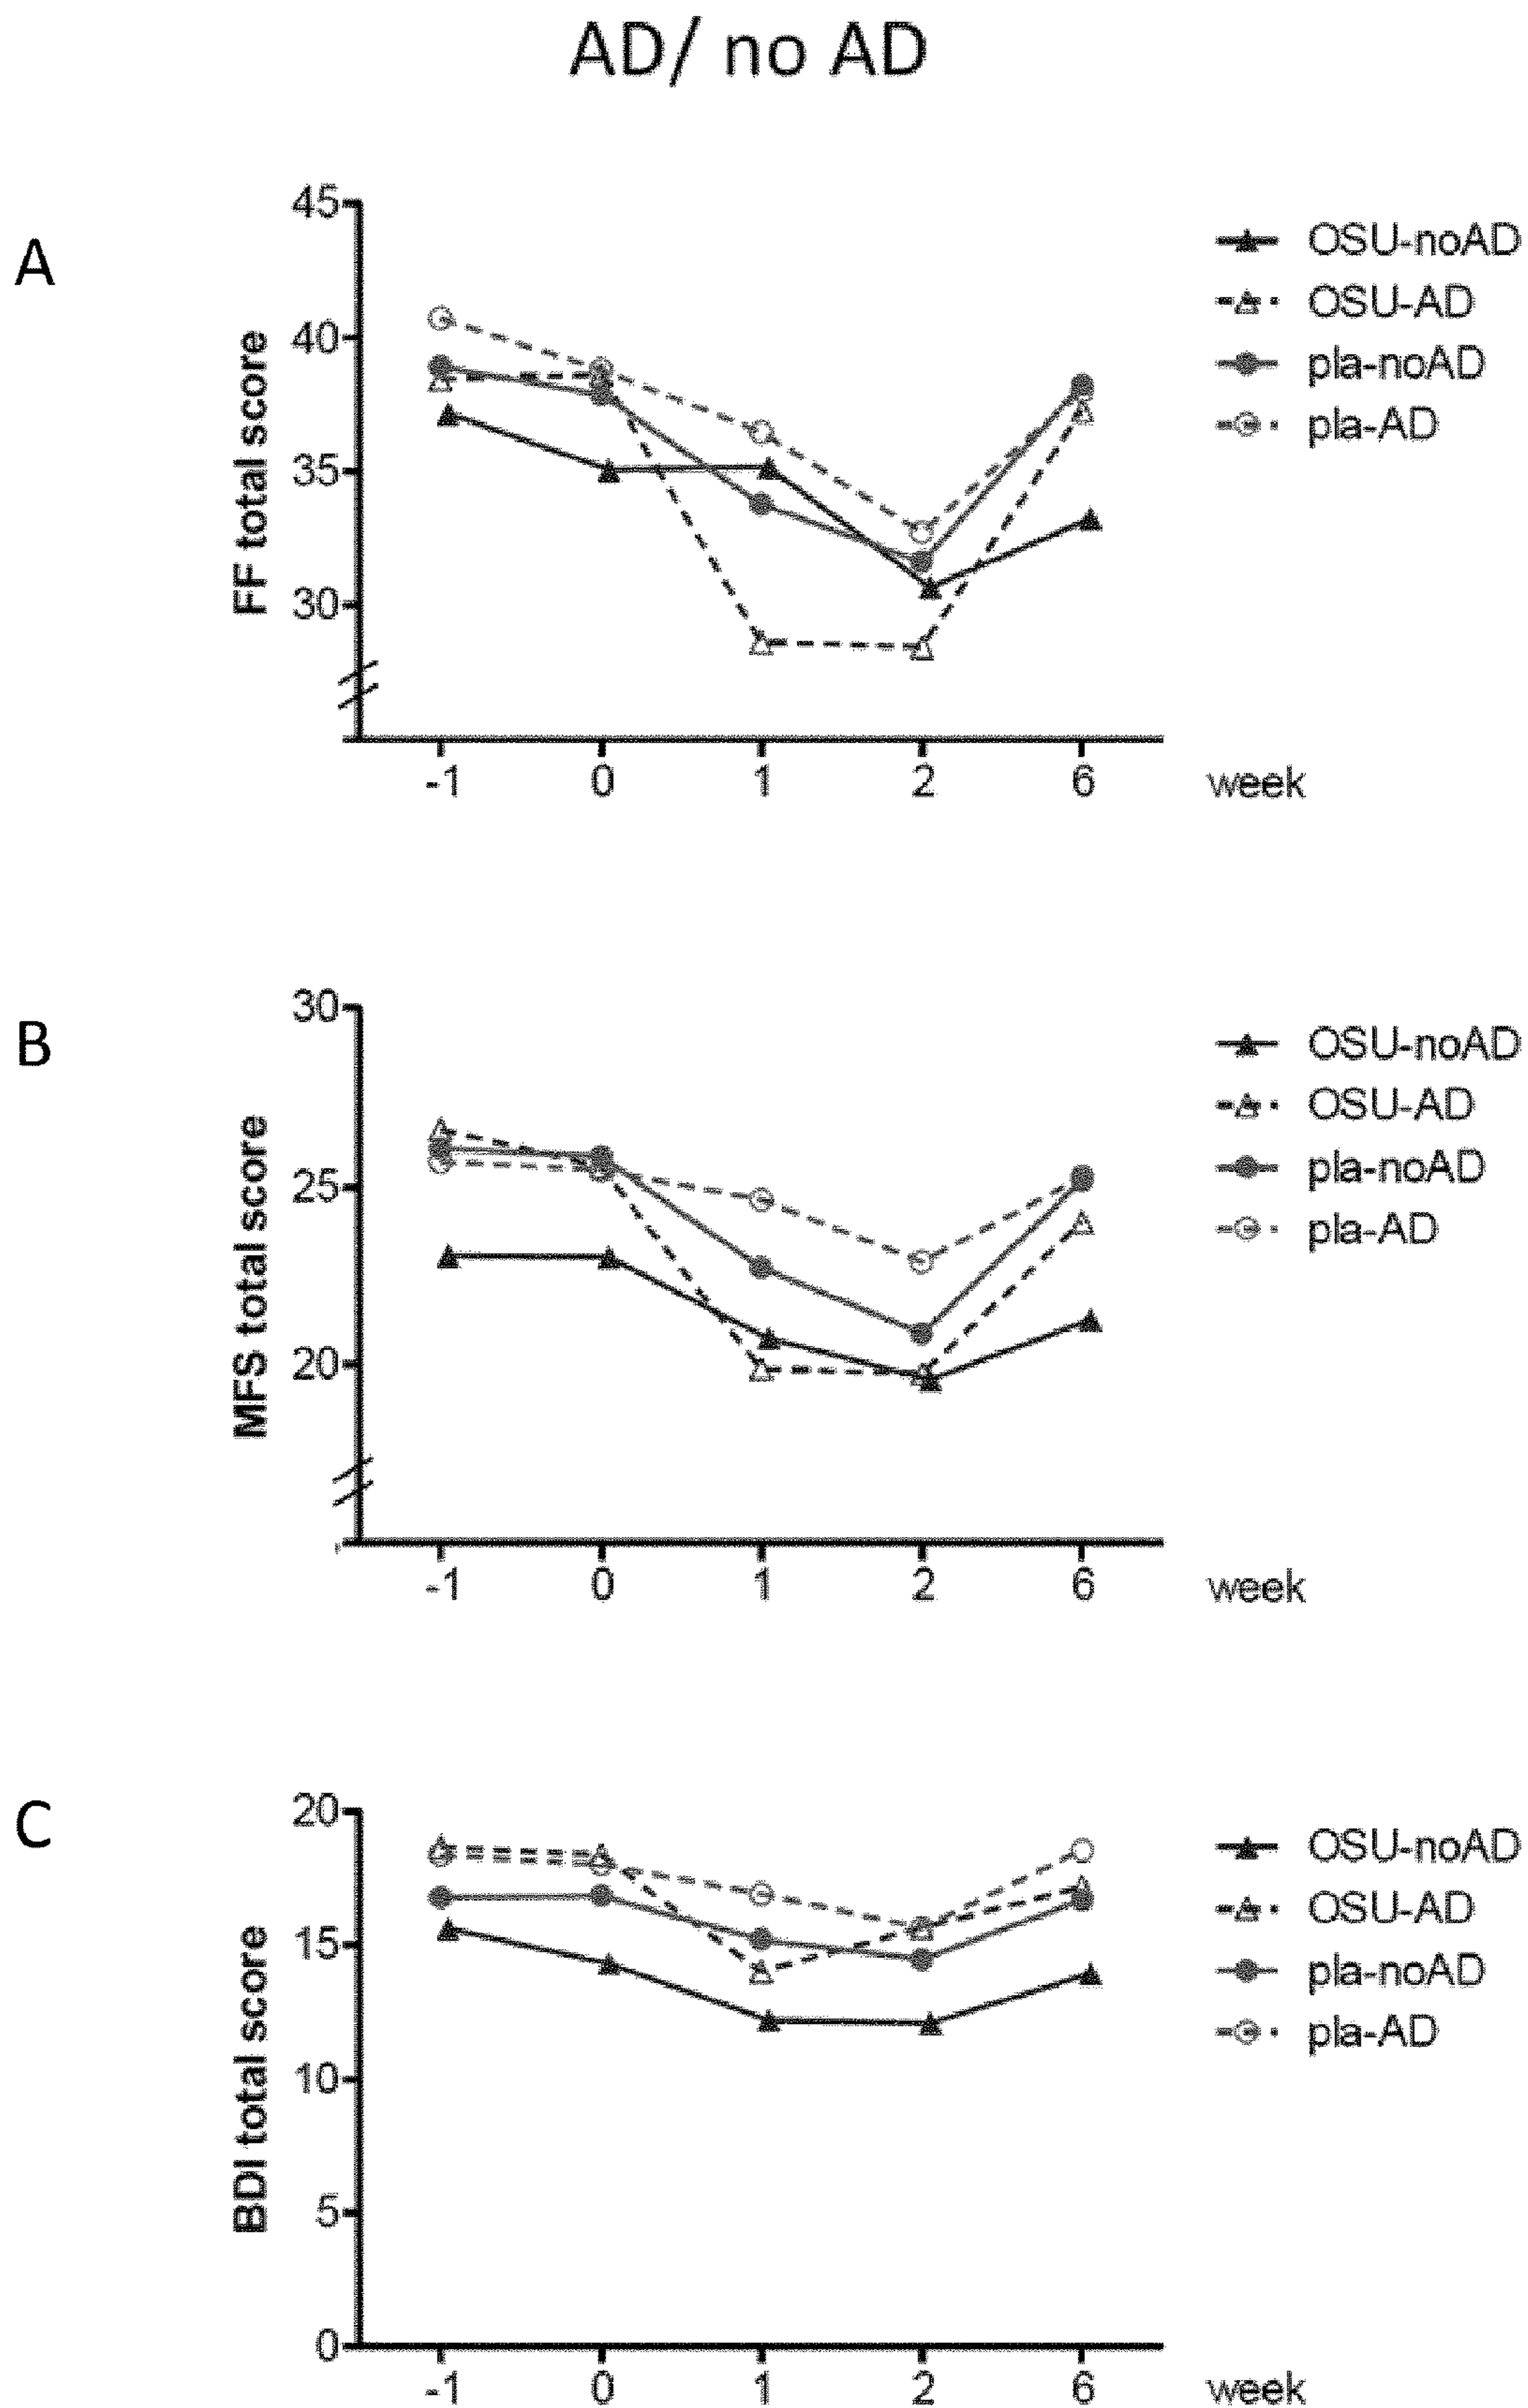 AD/ no AD
A
FF total score
45
40
35
30
-1 0 1 2 6 week
OSU-noAD
OSU-AD
pla-noAD
pla-AD
B
MFS total score
30
25
20
-1 0 1 2 6 week
OSU-noAD
OSU-AD
pla-noAD
pla-AD
C
BDI total score
20
15
10
5
0
-1 0 1 2 6 week
OSU-noAD
OSU-AD
pla-noAD
pla-AD